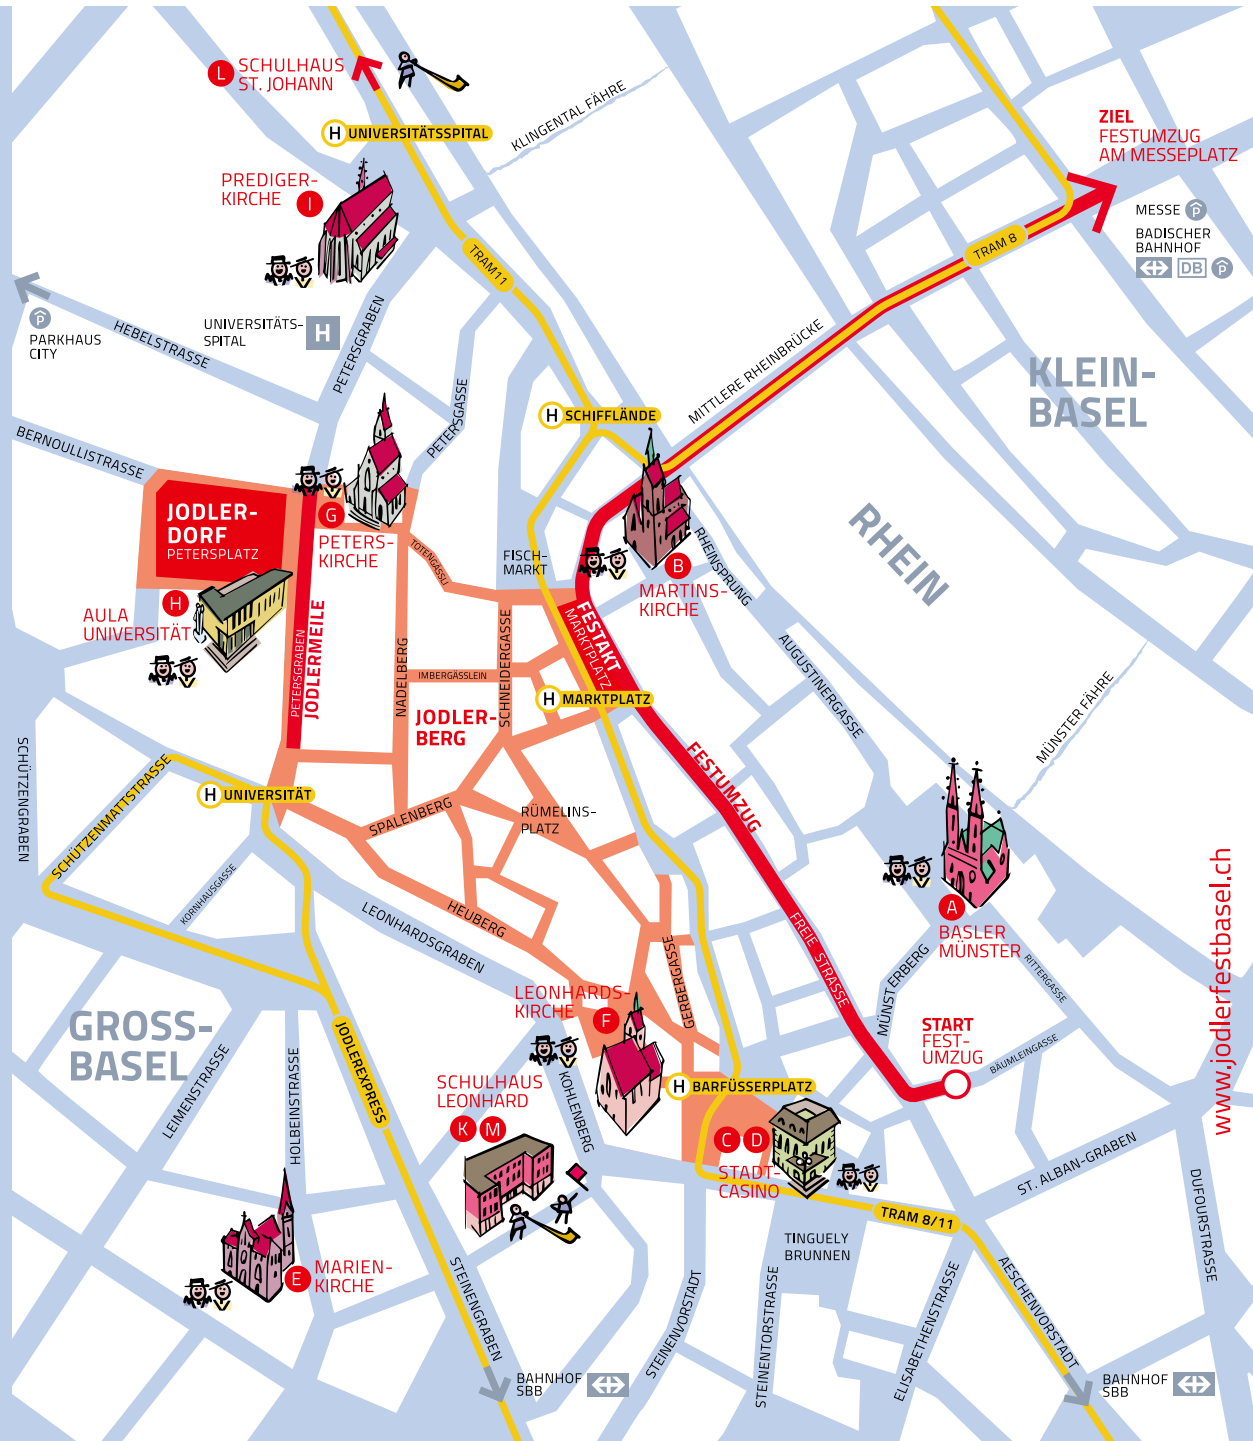 L
SCHULHAUS
ST. JOHANN
H UNIVERSITÄTSSPITAL
KLINGENTAL FÄHRE
ZIEL
FESTUMZUG
AM MESSEPLATZ
PREDIGER-
KIRCHE
I
MESSE P
BADISCHER
BAHNHOF
DB P
TRAM 11
TRAM 8
P
PARKHAUS
CITY
HEBELSTRASSE
UNIVERSITÄTS-
SPITAL
H
PETERSGRABEN
PETERSGASSE
MITTLERE RHEINBRÜCKE
KLEIN-
BASEL
H SCHIFFLÄNDE
BERNOULLISTRASSE
JODLER-
DORF
PETERSPLATZ
G
PETERS-
KIRCHE
TOTENGÄSSLI
FISCH-
MARKT
RHEINSPRUNG
RHEIN
B
MARTINS-
KIRCHE
H
AULA
UNIVERSITÄT
PETERSGRABEN
JODLERMEILE
NADELBERG
IMBERGÄSSLEIN
SCHNEIDERGASSE
FESTAKT
MARKTPLATZ
AUGUSTINERGASSE
MÜNSTER FÄHRE
H MARKTPLATZ
JODLER-
BERG
FESTUMZUG
SCHÜTZENGRABEN
SCHÜTZENMATTSTRASSE
H UNIVERSITÄT
SPALENBERG
RÜMELINS-
PLATZ
KORNHAUSGASSE
HEUBERG
LEONHARDSGRABEN
GERBERGASSE
FREIE STRASSE
A
BASLER
MÜNSTER
MÜNSTERBERG
RITTERGASSE
www.jodlerfestbasel.ch
LEONHARDS-
KIRCHE
F
START
FEST-
UMZUG
BÄUMLEINGASSE
GROSS-
BASEL
JODLEREXPRESS
LEIMENSTRASSE
HOLBEINSTRASSE
SCHULHAUS
LEONHARD
K M
KOHLENBERG
H BARFÜSSERPLATZ
C D
STADT-
CASINO
ST. ALBAN-GRABEN
DUFOURSTRASSE
TRAM 8/11
TINGUELY
BRUNNEN
E
MARIEN-
KIRCHE
STEINENGRABEN
STEINENVORSTADT
STEINENTORSTRASSE
ELISABETHENSTRASSE
AESCHENVORSTADT
BAHNHOF
SBB
BAHNHOF
SBB